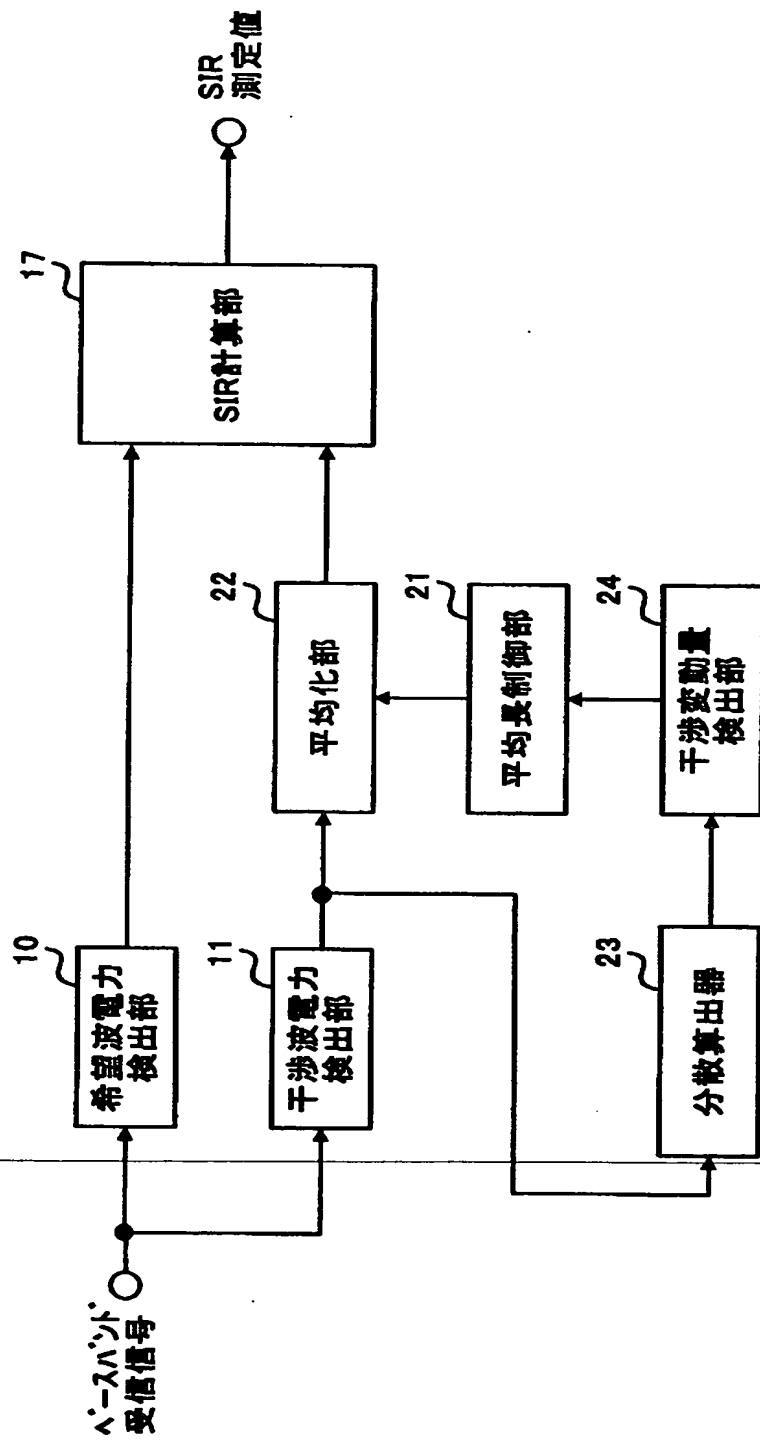 ベースバンド
受信信号
10
希望波電力
検出部
11
干渉波電力
検出部
22
平均化部
21
平均長制御部
23
分散算出器
24
干渉変動量
検出部
17
SIR計算部
SIR
測定値